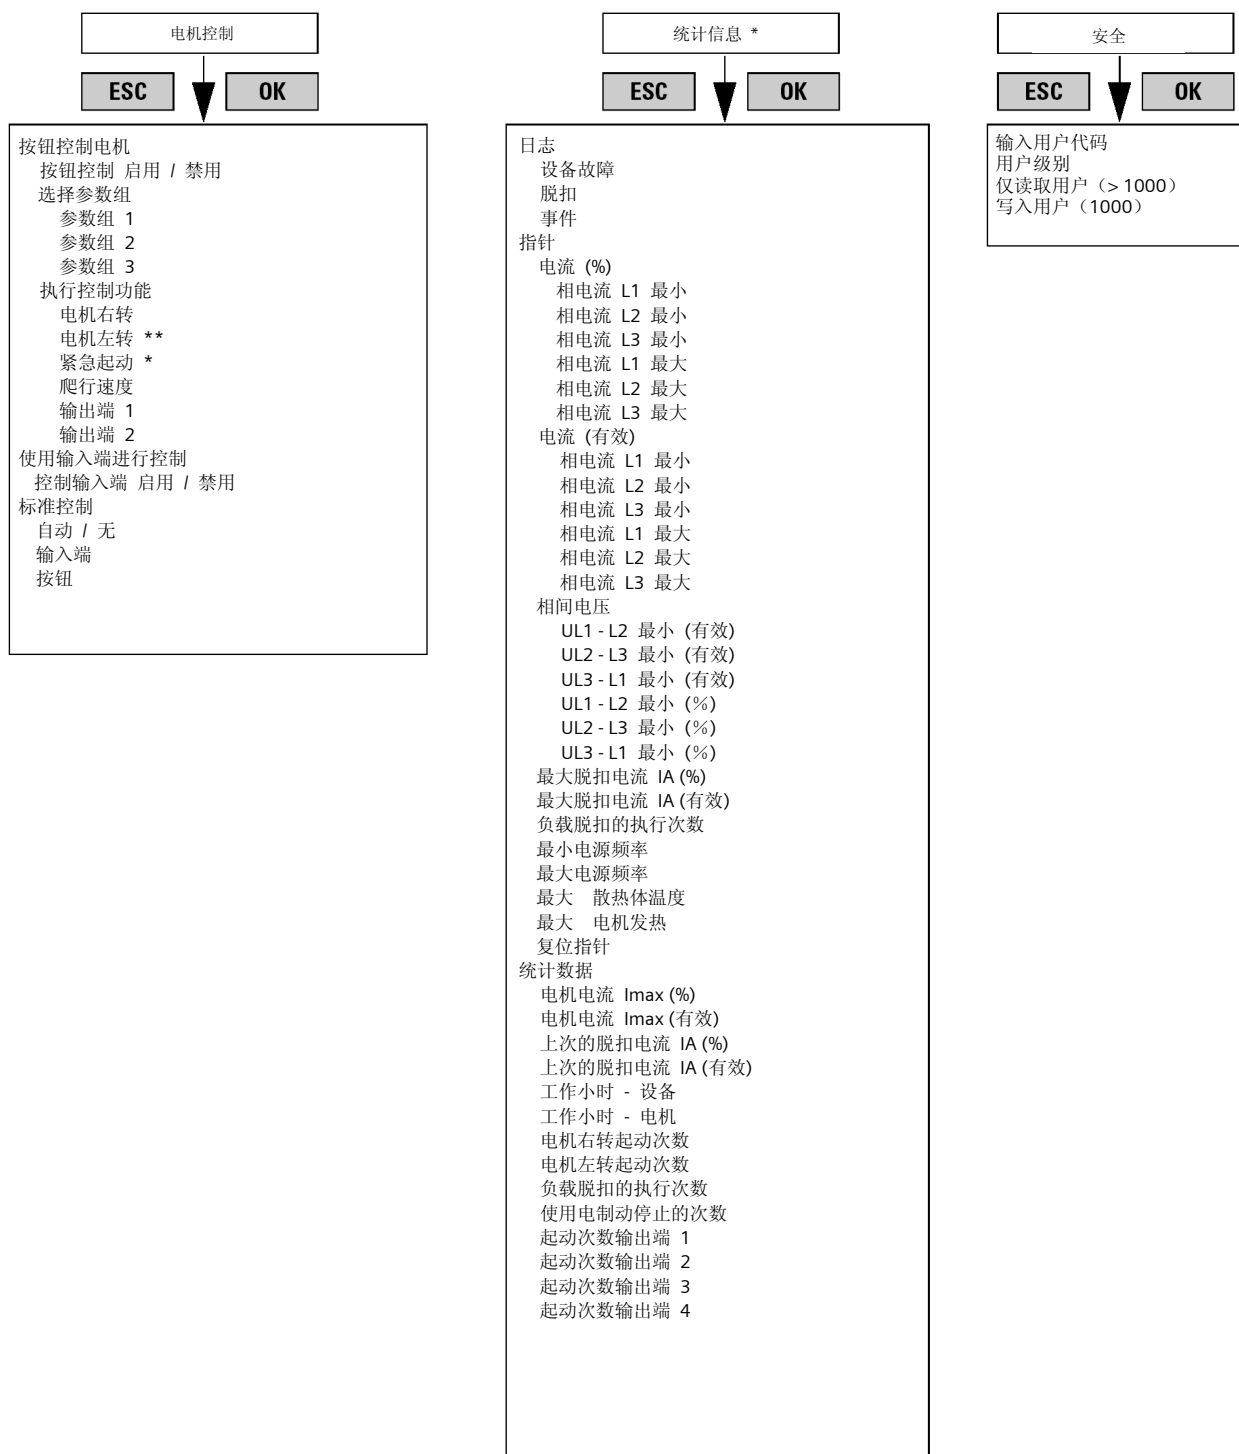 电机控制
ESC
OK
按钮控制电机
按钮控制 启用 / 禁用
选择参数组
参数组 1
参数组 2
参数组 3
执行控制功能
电机右转
电机左转 **
紧急起动 *
爬行速度
输出端 1
输出端 2
使用输入端进行控制
控制输入端 启用 / 禁用
标准控制
自动 / 无
输入端
按钮
统计信息 *
ESC
OK
日志
设备故障
脱扣
事件
指针
电流 (%)
相电流 L1 最小
相电流 L2 最小
相电流 L3 最小
相电流 L1 最大
相电流 L2 最大
相电流 L3 最大
电流 (有效)
相电流 L1 最小
相电流 L2 最小
相电流 L3 最小
相电流 L1 最大
相电流 L2 最大
相电流 L3 最大
相间电压
UL1 - L2 最小 (有效)
UL2 - L3 最小 (有效)
UL3 - L1 最小 (有效)
UL1 - L2 最小 (%)
UL2 - L3 最小 (%)
UL3 - L1 最小 (%)
最大脱扣电流 IA (%)
最大脱扣电流 IA (有效)
负载脱扣的执行次数
最小电源频率
最大电源频率
最大 散热体温度
最大 电机发热
复位指针
统计数据
电机电流 Imax (%)
电机电流 Imax (有效)
上次的脱扣电流 IA (%)
上次的脱扣电流 IA (有效)
工作小时 - 设备
工作小时 - 电机
电机右转起动次数
电机左转起动次数
负载脱扣的执行次数
使用电制动停止的次数
起动次数输出端 1
起动次数输出端 2
起动次数输出端 3
起动次数输出端 4
安全
ESC
OK
输入用户代码
用户级别
仅读取用户（> 1000）
写入用户（1000）